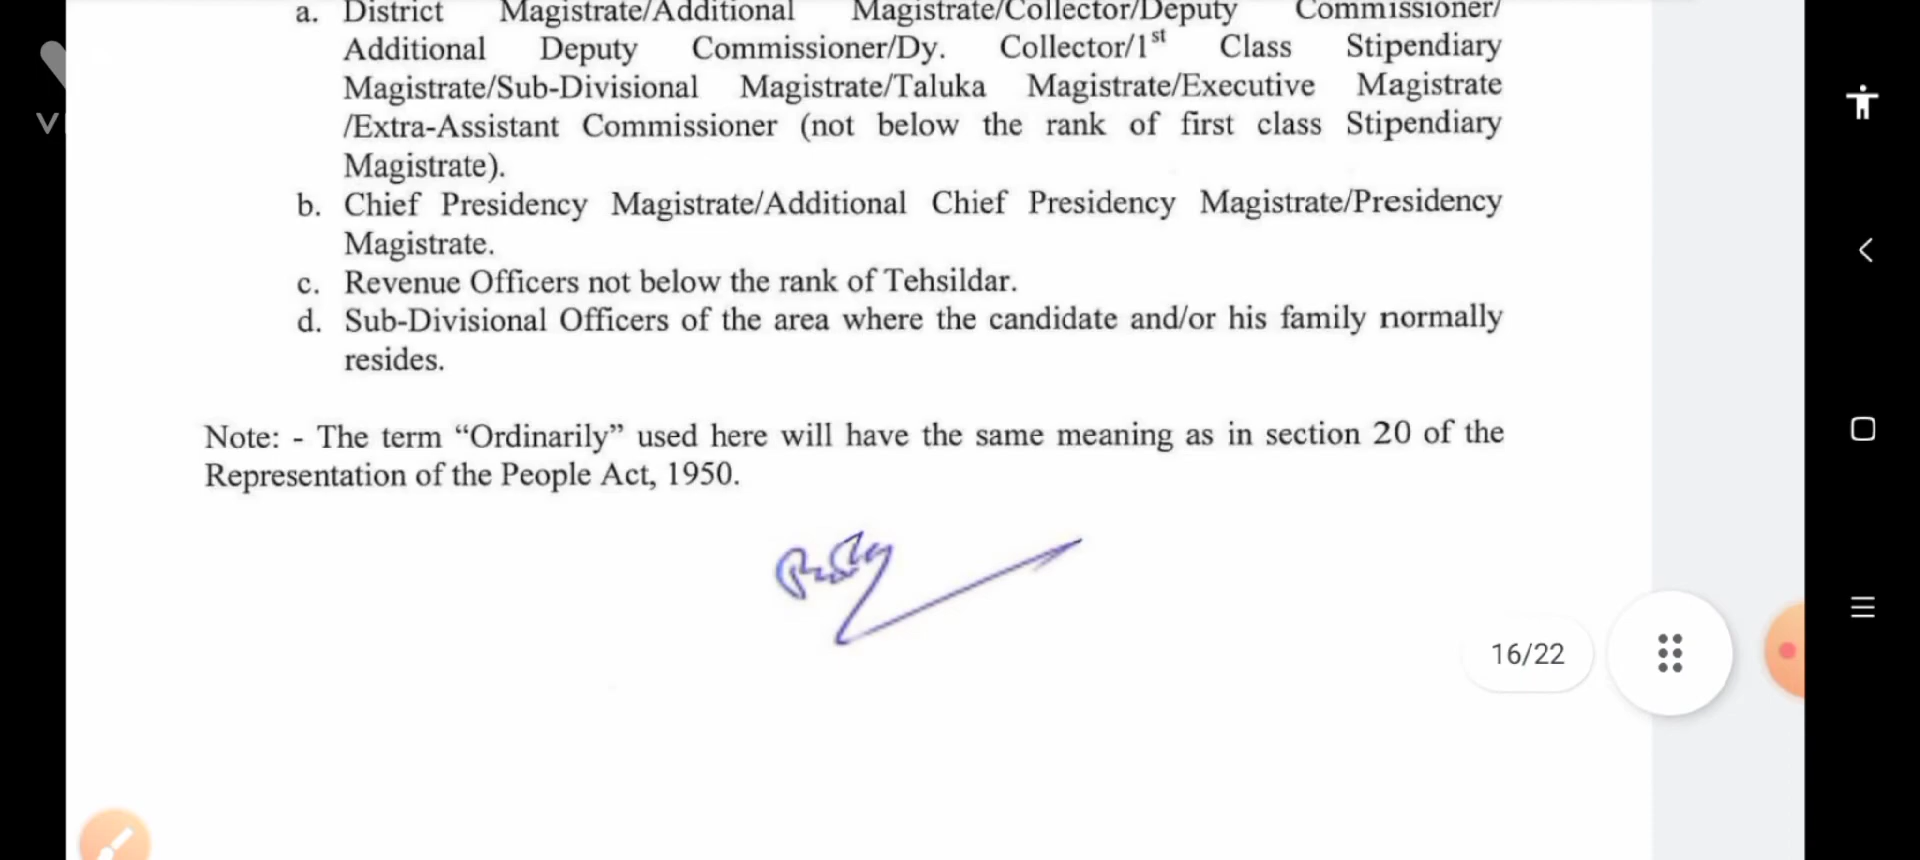 a. District Magistrate/Additional Magistrate/Collector/Deputy Commissioner/
Additional Deputy Commissioner/Dy. Collector/1st Class Stipendiary
Magistrate/Sub-Divisional Magistrate/Taluka Magistrate/Executive Magistrate
/Extra-Assistant Commissioner (not below the rank of first class Stipendiary
Magistrate).
b. Chief Presidency Magistrate/Additional Chief Presidency Magistrate/Presidency
Magistrate.
c. Revenue Officers not below the rank of Tehsildar.
d. Sub-Divisional Officers of the area where the candidate and/or his family normally
resides.
Note: - The term “Ordinarily” used here will have the same meaning as in section 20 of the
Representation of the People Act, 1950.
16/22